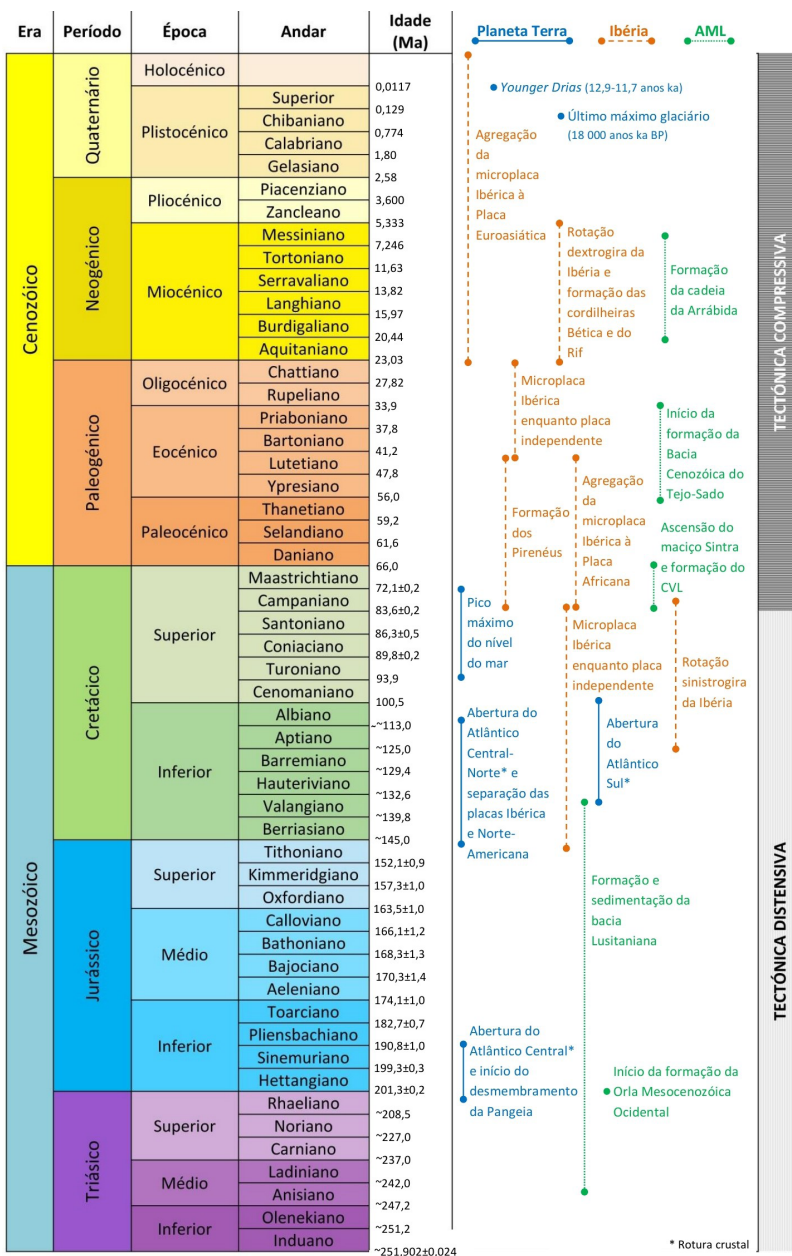 Era
Período
Época
Andar
Idade
(Ma)
Planeta Terra
Ibéria
AML
Cenozóico
Mesozóico
Quaternário
Neogénico
Paleogénico
Cretácico
Jurássico
Triásico
Holocénico
Plistocénico
Pliocénico
Miocénico
Oligocénico
Eocénico
Paleocénico
Superior
Inferior
Superior
Médio
Inferior
Superior
Médio
Inferior
Superior
Chibaniano
Calabriano
Gelasiano
Piacenziano
Zancleano
Messiniano
Tortoniano
Serravaliano
Langhiano
Burdigaliano
Aquitaniano
Chattiano
Rupeliano
Priaboniano
Bartoniano
Lutetiano
Ypresiano
Thanetiano
Selandiano
Daniano
Maastrichtiano
Campaniano
Santoniano
Coniaciano
Turoniano
Cenomaniano
Albiano
Aptiano
Barremiano
Hauteriviano
Valangiano
Berriasiano
Tithoniano
Kimmeridgiano
Oxfordiano
Calloviano
Bathoniano
Bajociano
Aeleniano
Toarciano
Pliensbachiano
Sinemuriano
Hettangiano
Rhaeliano
Noriano
Carniano
Ladiniano
Anisiano
Olenekiano
Induano
0,0117
0,129
0,774
1,80
2,58
3,600
5,333
7,246
11,63
13,82
15,97
20,44
23,03
27,82
33,9
37,8
41,2
47,8
56,0
59,2
61,6
66,0
72,1±0,2
83,6±0,2
86,3±0,5
89,8±0,2
93,9
100,5
~113,0
~125,0
~129,4
~132,6
~139,8
~145,0
152,1±0,9
157,3±1,0
163,5±1,0
166,1±1,2
168,3±1,3
170,3±1,4
174,1±1,0
182,7±0,7
190,8±1,0
199,3±0,3
201,3±0,2
~208,5
~227,0
~237,0
~242,0
~247,2
~251,2
~251.902±0.024
Younger Drias (12,9-11,7 anos ka)
Último máximo glaciário
(18 000 anos ka BP)
Agregação
da
microplaca
Ibérica à
Placa
Euroasiática
Rotação
dextrogira da
Ibéria e
formação das
cordilheiras
Bética e do
Rif
Formação
da cadeia
da Arrábida
Microplaca
Ibérica
enquanto placa
independente
Início da
formação da
Bacia
Cenozóica do
Tejo-Sado
Formação
dos
Pirenéus
Agregação
da
microplaca
Ibérica à
Placa
Africana
Ascensão do
maciço Sintra
e formação do
CVL
Pico
máximo
do nível
do mar
Microplaca
Ibérica
enquanto placa
independente
Rotação
sinistrogira
da Ibéria
Abertura do
Atlântico
Central-
Norte* e
separação das
placas Ibérica
e Norte-
Americana
Abertura
do
Atlântico
Sul*
Formação e
sedimentação da
bacia
Lusitaniana
Abertura do
Atlântico Central*
e início do
desmembramento
da Pangeia
Início da formação da
Orla Mesocenozóica
Ocidental
TECTÓNICA COMPRESSIVA
TECTÓNICA DISTENSIVA
* Rotura crustal